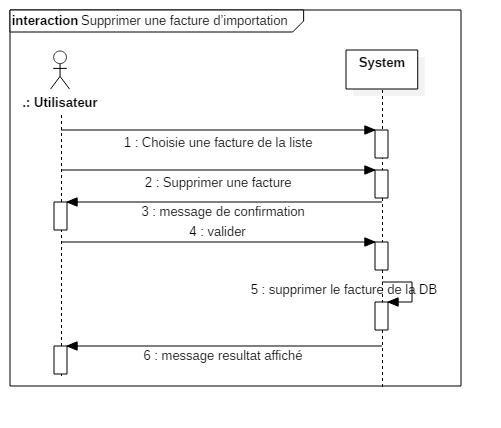 interaction Supprimer une facture d'importation
System
.: Utilisateur
1 : Choisie une facture de la liste
2 : Supprimer une facture
3 : message de confirmation
4 : valider
5 : supprimer le facture de la DB
6 : message resultat affiché